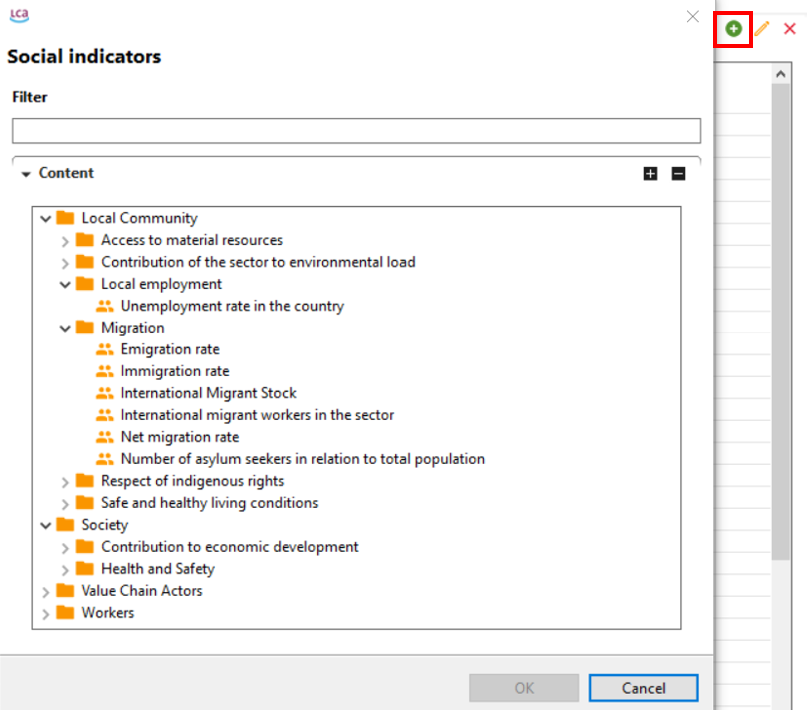 LCA
Social indicators
Filter
Content
Local Community
Access to material resources
Contribution of the sector to environmental load
Local employment
Unemployment rate in the country
Migration
Emigration rate
Immigration rate
International Migrant Stock
International migrant workers in the sector
Net migration rate
Number of asylum seekers in relation to total population
Respect of indigenous rights
Safe and healthy living conditions
Society
Contribution to economic development
Health and Safety
Value Chain Actors
Workers
OK
Cancel